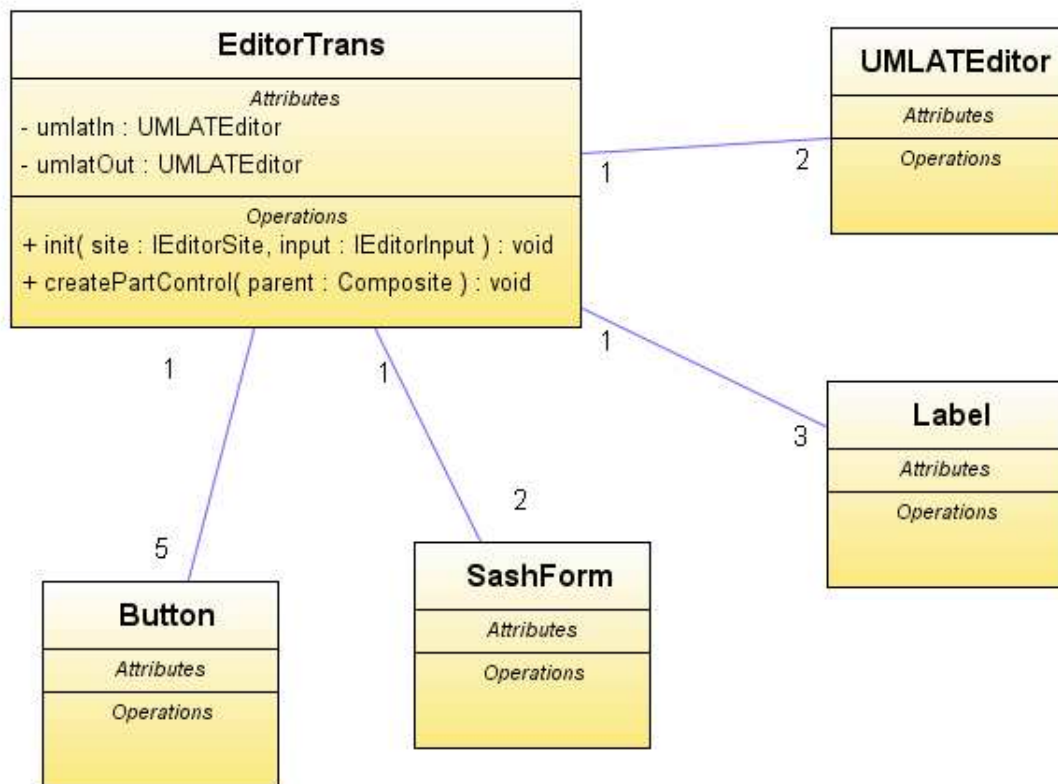 EditorTrans
Attributes
- umlatIn : UMLATEditor
- umlatOut : UMLATEditor
Operations
+ init( site : IEditorSite, input : IEditorInput ) : void
+ createPartControl( parent : Composite ) : void
UMLATEditor
Attributes
Operations
1
2
1
3
Label
Attributes
Operations
1
5
Button
Attributes
Operations
1
2
SashForm
Attributes
Operations